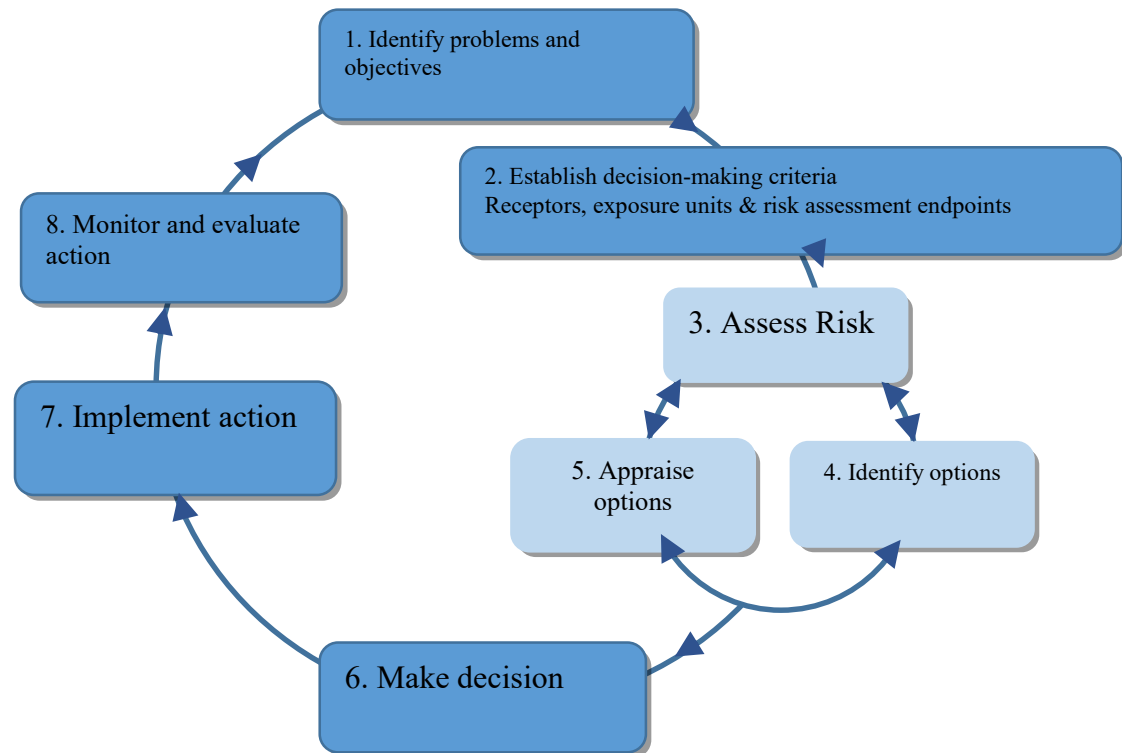 1. Identify problems and
objectives
2. Establish decision-making criteria
Receptors, exposure units & risk assessment endpoints
8. Monitor and evaluate
action
3. Assess Risk
7. Implement action
5. Appraise
options
4. Identify options
6. Make decision